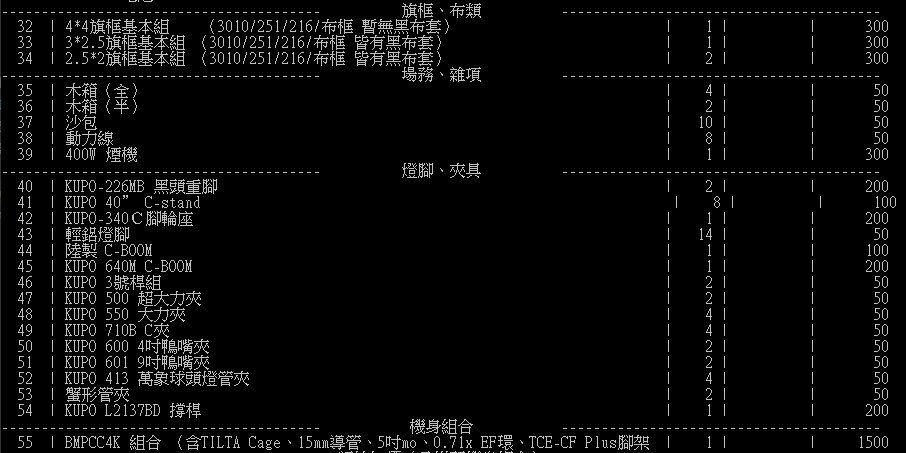 旗框、布類
32 | 4*4旗框基本組 （3010/251/216/布框 暫無黑布套） | 1 | | 300
33 | 3*2.5旗框基本組（3010/251/216/布框 皆有黑布套） | 1 | | 300
34 | 2.5*2旗框基本組（3010/251/216/布框 皆有黑布套） | 2 | | 300
場務、雜項
35 | 木箱（全） | 4 | | 50
36 | 木箱（半） | 2 | | 50
37 | 沙包 | 10 | | 50
38 | 動力線 | 8 | | 50
39 | 400W 煙機 | 1 | | 300
燈腳、夾具
40 | KUPO-226MB 黑頭重腳 | 2 | | 200
41 | KUPO 40” C-stand | 8 | | 100
42 | KUPO-340C腳輪座 | 1 | | 200
43 | 輕鋁燈腳 | 14 | | 50
44 | 陸製 C-BOOM | 1 | | 100
45 | KUPO 640M C-BOOM | 1 | | 200
46 | KUPO 3號桿組 | 2 | | 50
47 | KUPO 500 超大力夾 | 2 | | 50
48 | KUPO 550 大力夾 | 4 | | 50
49 | KUPO 710B C夾 | 4 | | 50
50 | KUPO 600 4吋鴨嘴夾 | 2 | | 50
51 | KUPO 601 9吋鴨嘴夾 | 2 | | 50
52 | KUPO 413 萬象球頭燈管夾 | 4 | | 50
53 | 蟹形管夾 | 2 | | 50
54 | KUPO L2137BD 撐桿 | 1 | | 200
機身組合
55 | BMPCC4K 組合 （含TILTA Cage、15mm導管、5吋mo、0.71x EF環、TCE-CF Plus腳架 | 1 | | 1500